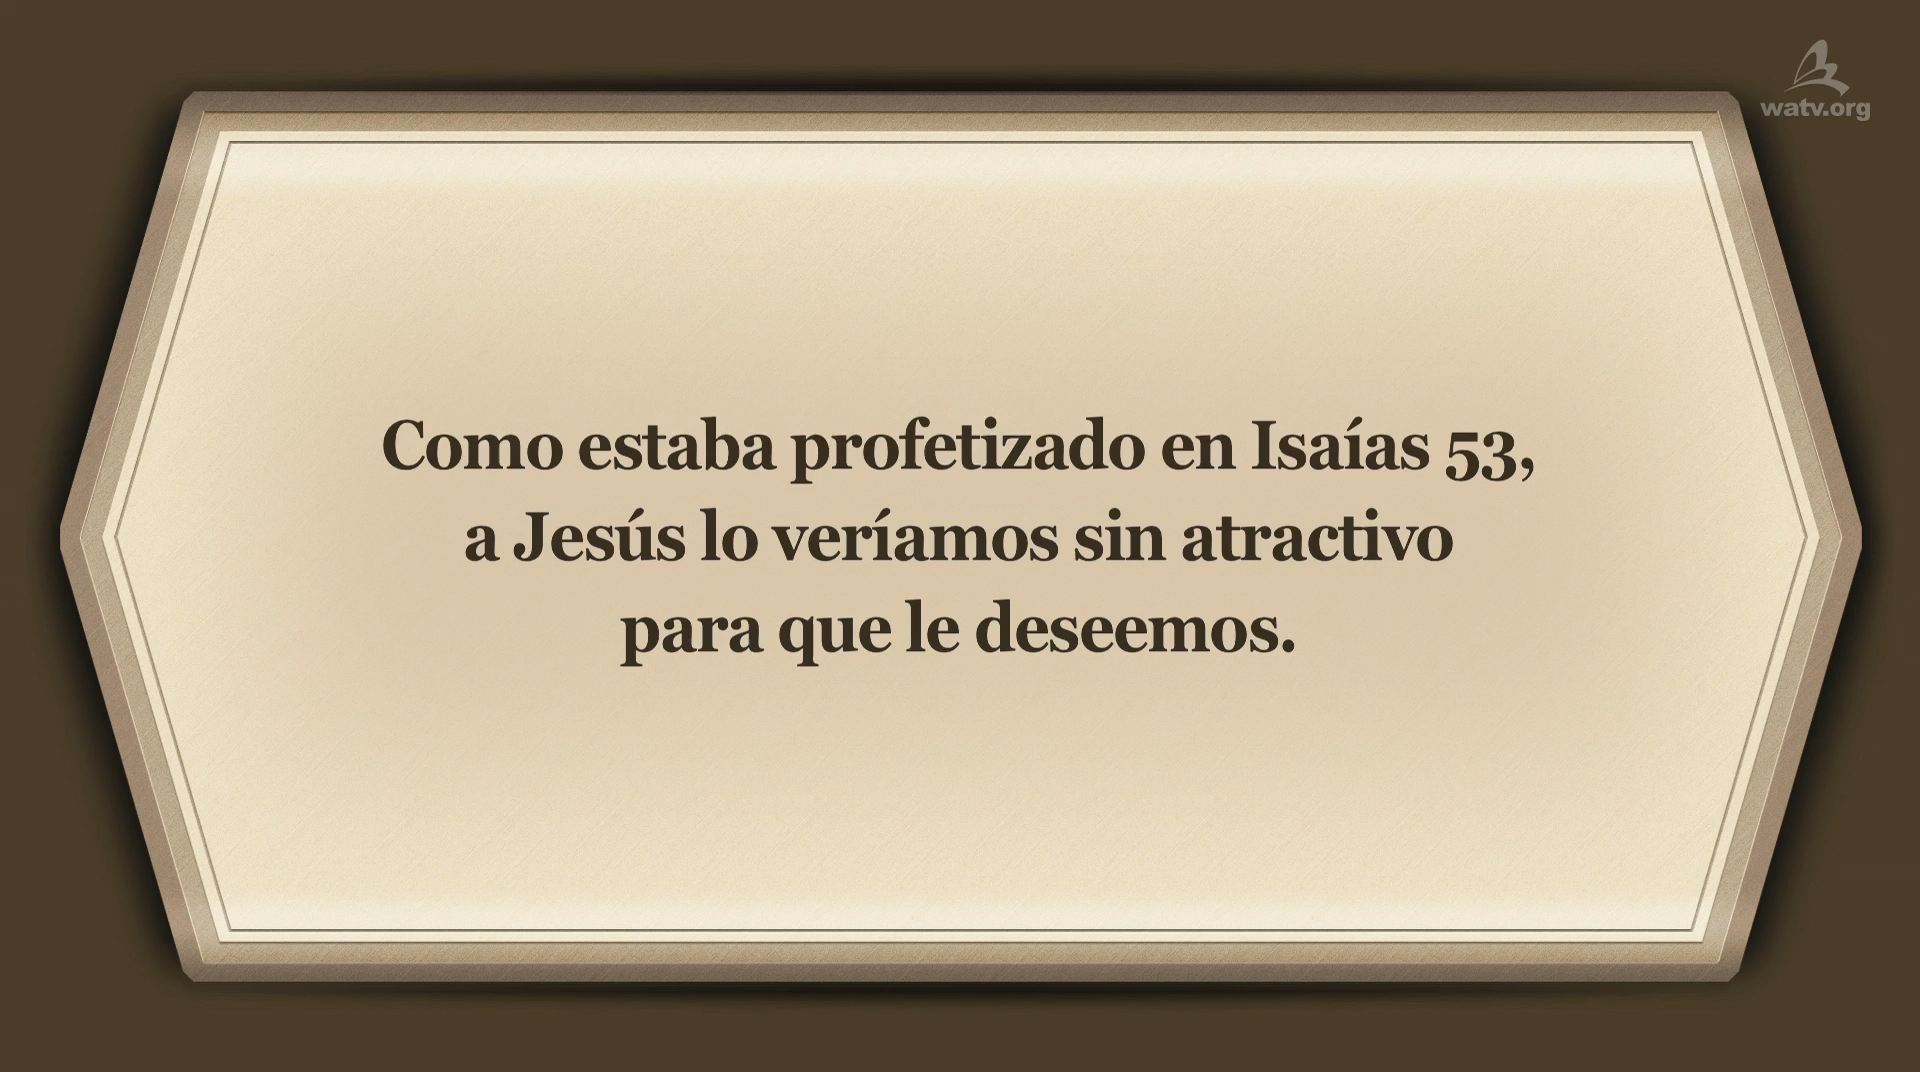 watv.org
Como estaba profetizado en Isaías 53,
a Jesús lo veríamos sin atractivo
para que le deseemos.